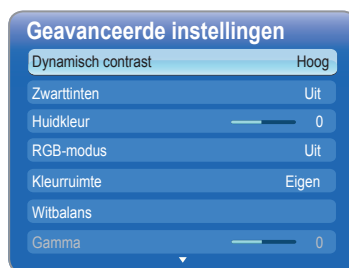 Geavanceerde instellingen
Dynamisch contrast Hoog
Zwarttinten Uit
Huidkleur 0
RGB-modus Uit
Kleurruimte Eigen
Witbalans
Gamma 0